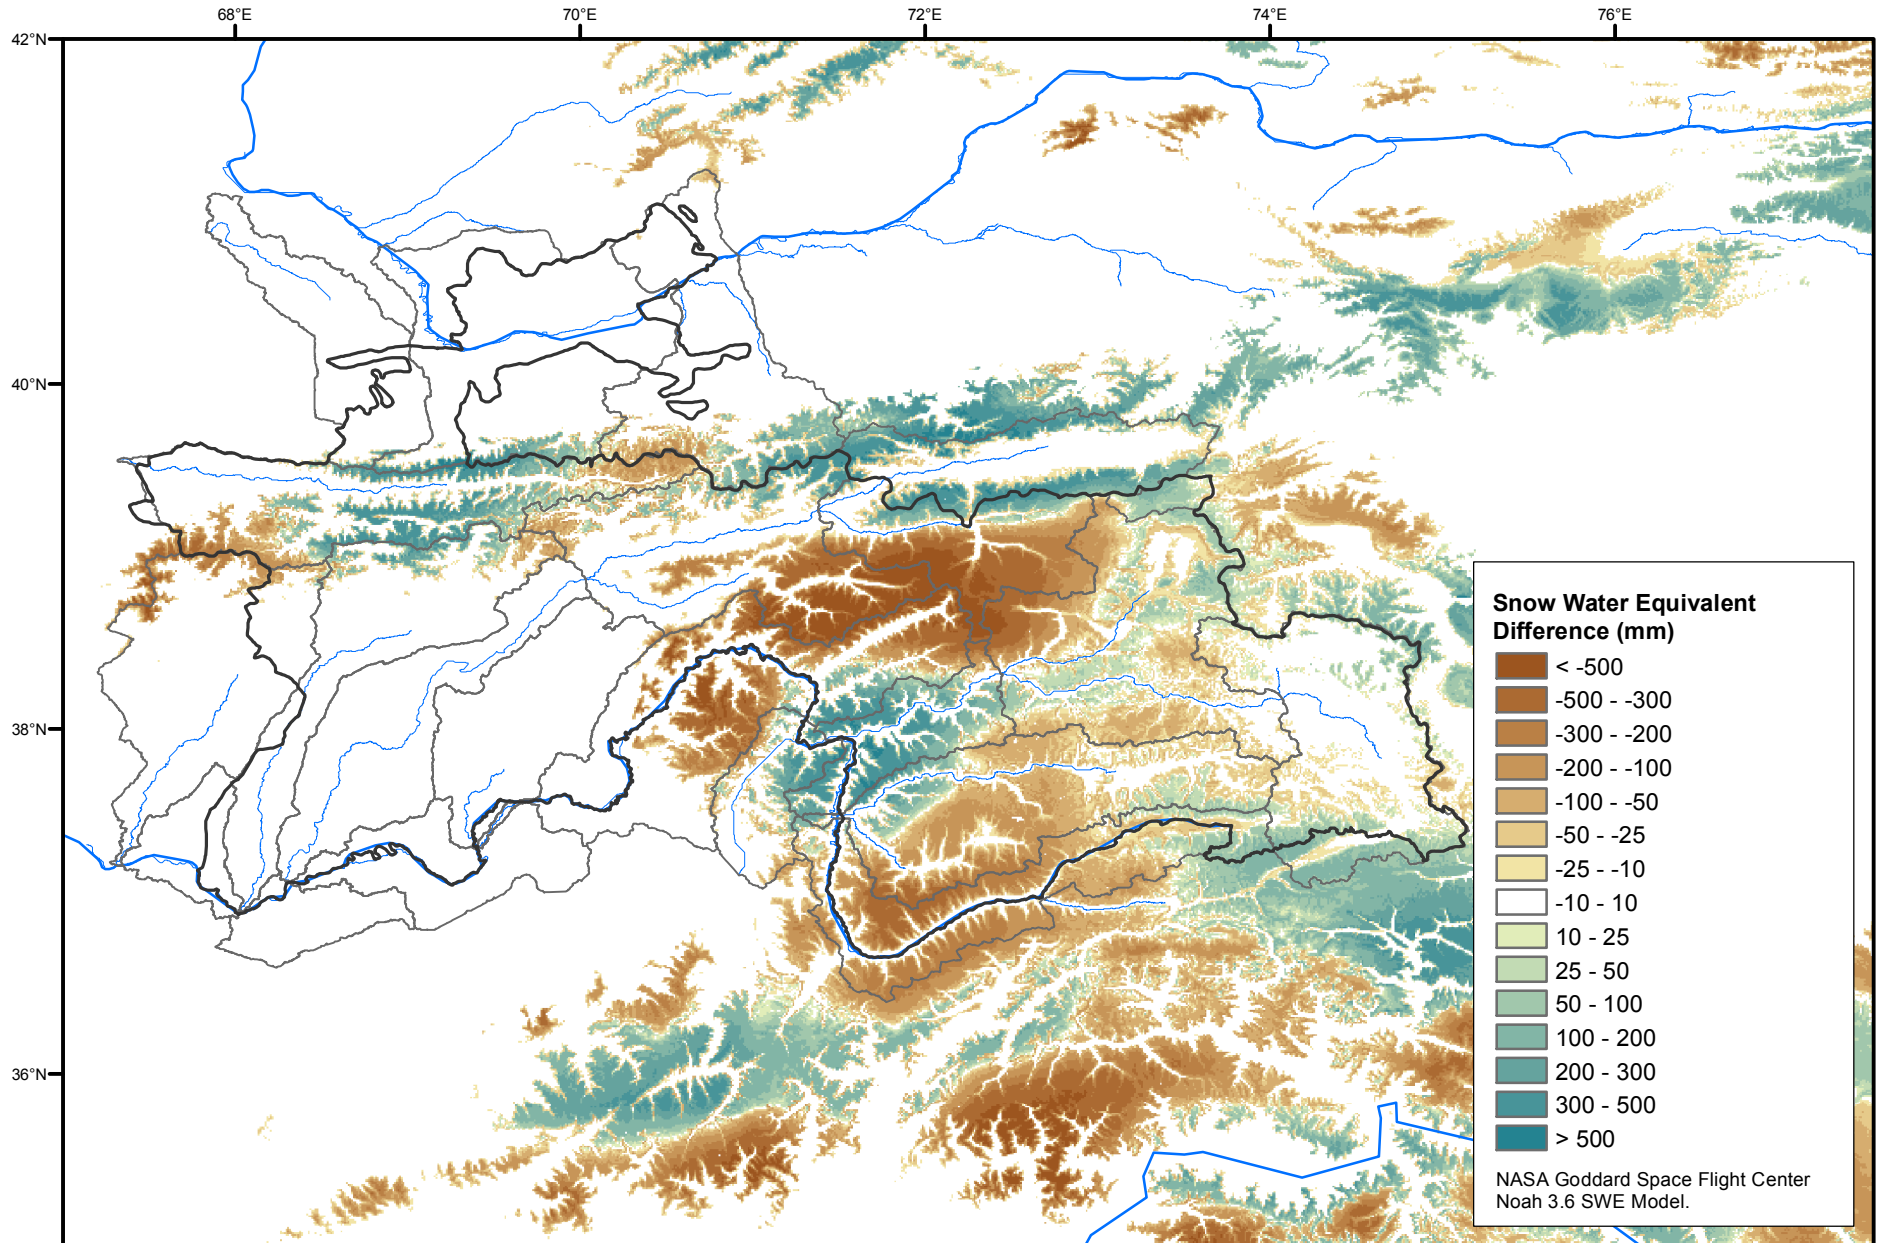 68°E
70°E
72°E
74°E
76°E
42°N
40°N
38°N
36°N
Snow Water Equivalent
Difference (mm)
< -500
-500 - -300
-300 - -200
-200 - -100
-100 - -50
-50 - -25
-25 - -10
-10 - 10
10 - 25
25 - 50
50 - 100
100 - 200
200 - 300
300 - 500
> 500
NASA Goddard Space Flight Center
Noah 3.6 SWE Model.